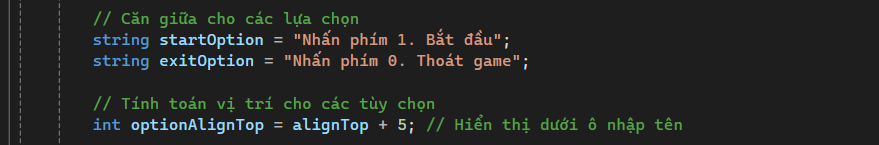 // Căn giữa cho các lựa chọn
string startOption = "Nhấn phím 1. Bắt đầu";
string exitOption = "Nhấn phím 0. Thoát game";
// Tính toán vị trí cho các tùy chọn
int optionAlignTop = alignTop + 5; // Hiển thị dưới ô nhập tên